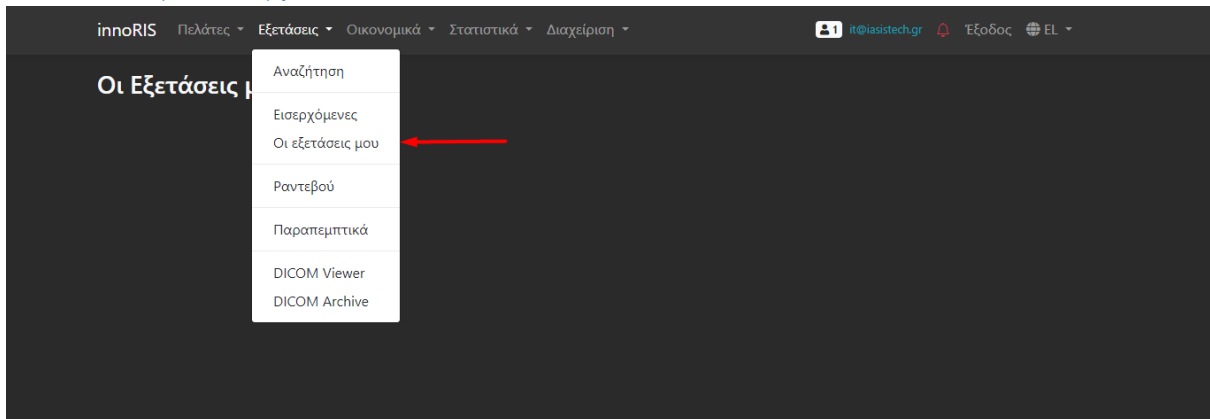 innoRIS Πελάτες Εξετάσεις Οικονομικά Στατιστικά Διαχείριση 1 it@iasistech.gr Έξοδος EL
Οι Εξετάσεις
Αναζήτηση
Εισερχόμενες
Οι εξετάσεις μου
Ραντεβού
Παραπεμπτικά
DICOM Viewer
DICOM Archive